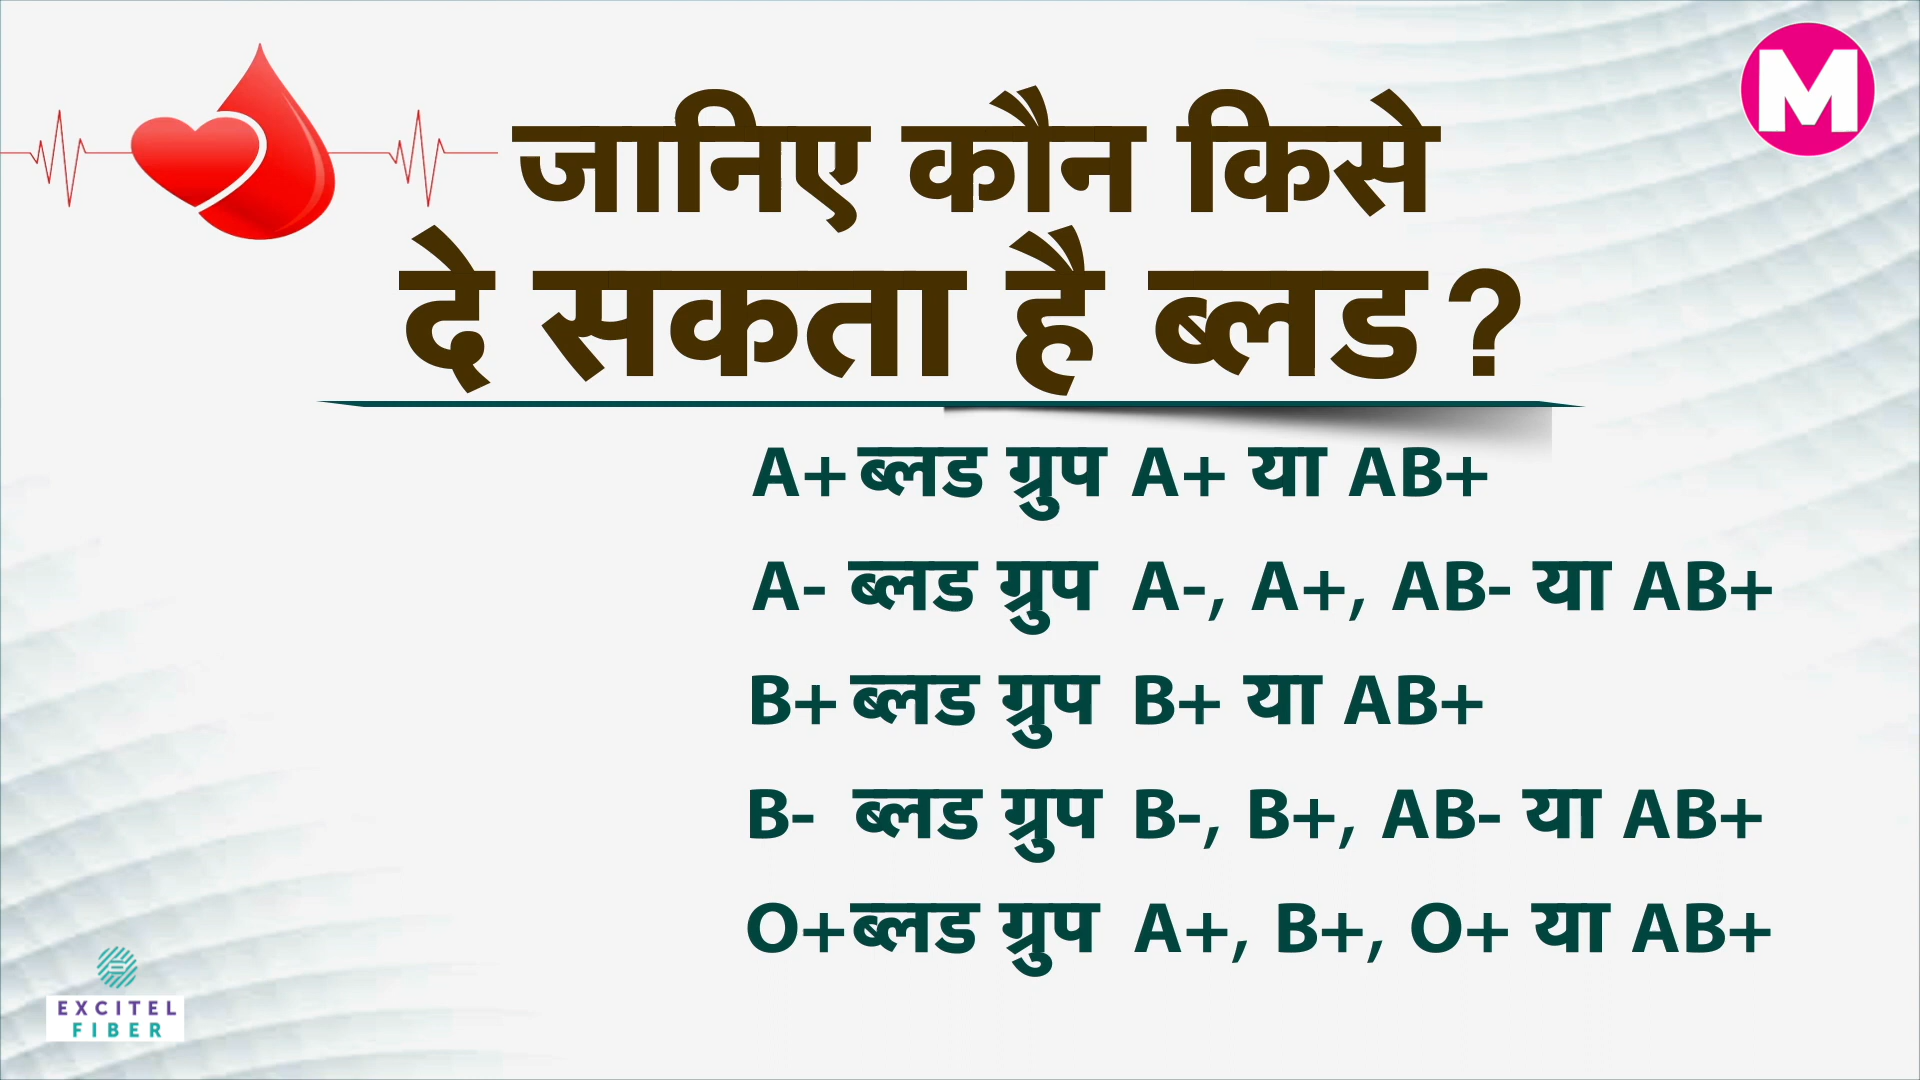 M
जानिए कौन किसे
दे सकता है ब्लड ?
A+ ब्लड ग्रुप A+ या AB+
A- ब्लड ग्रुप A-, A+, AB- या AB+
B+ ब्लड ग्रुप B+ या AB+
B- ब्लड ग्रुप B-, B+, AB- या AB+
O+ ब्लड ग्रुप A+, B+, O+ या AB+
EXCITEL
FIBER